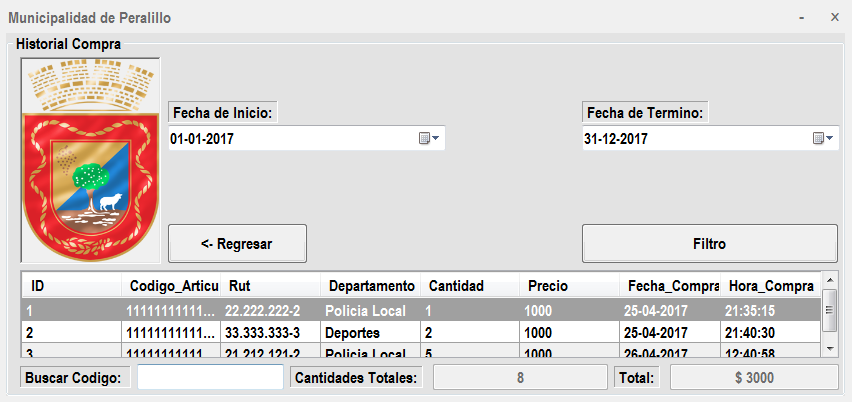 Municipalidad de Peralillo
Historial Compra
Fecha de Inicio: Fecha de Termino:
01-01-2017 31-12-2017
<- Regresar Filtro
ID Codigo_Articu Rut Departamento Cantidad Precio Fecha_Compra Hora_Compra
1 11111111111... 22.222.222-2 Policia Local 1 1000 25-04-2017 21:35:15
2 11111111111... 33.333.333-3 Deportes 2 1000 25-04-2017 21:40:30
3 11111111111 21.212.121-2 Policia Local 5 1000 26-04-2017 12:40:58
Buscar Codigo: Cantidades Totales: 8 Total: $ 3000